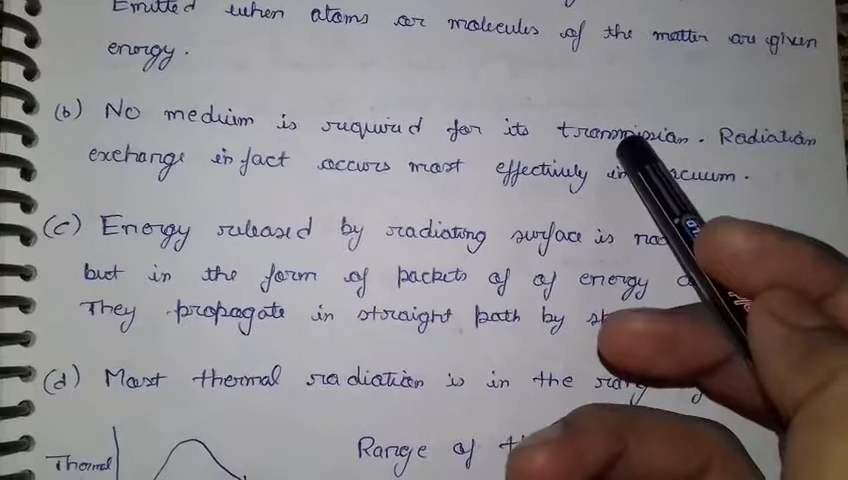 Emitted when atoms or molecules of the matter are given
energy.
(b) No medium is required for its transmission. Radiation
exchange in fact occurs most effectively in vacuum.
(c) Energy released by radiating surface is
but in the form of packets of of energy
They propagate in straight path by
(d) Most thermal radiation is in the
Thermal
Range of